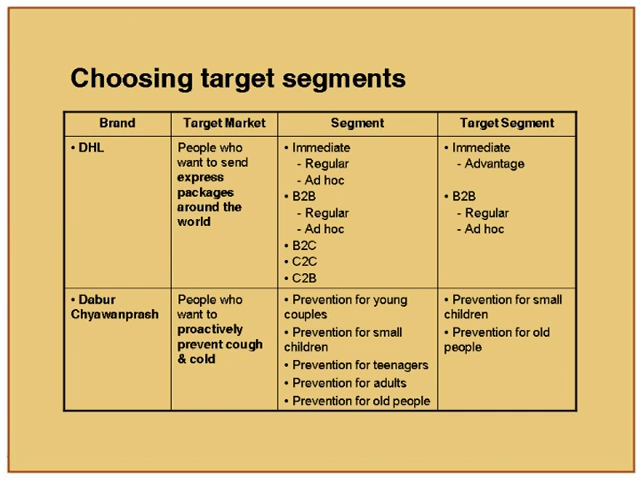 Choosing target segments
Brand
Target Market
Segment
Target Segment
• DHL
People who
want to send
express
packages
around the
world
• Immediate
- Regular
- Ad hoc
• B2B
- Regular
- Ad hoc
• B2C
• C2C
• C2B
• Immediate
- Advantage
• B2B
- Regular
- Ad hoc
• Dabur
Chyawanprash
People who
want to
proactively
prevent cough
& cold
• Prevention for young
couples
• Prevention for small
children
• Prevention for teenagers
• Prevention for adults
• Prevention for old people
• Prevention for small
children
• Prevention for old
people